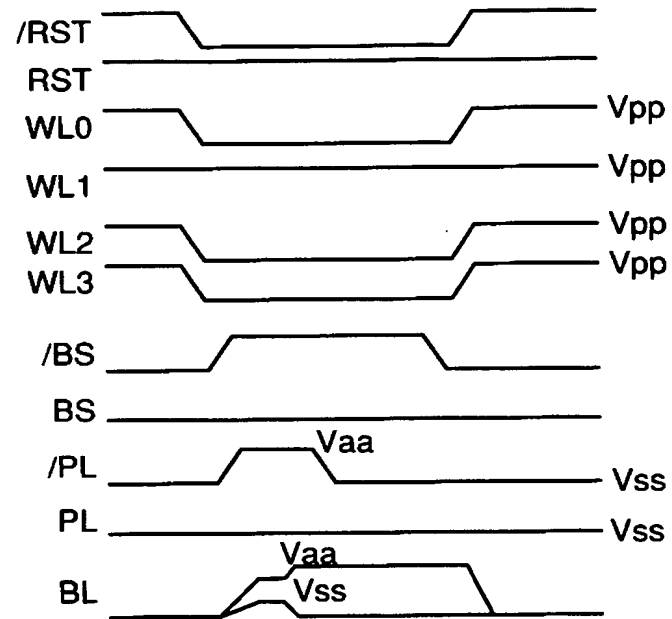 /RST
RST
WL0 Vpp
WL1 Vpp
WL2 Vpp
WL3 Vpp
/BS
BS
/PL Vaa Vss
PL Vss
BL Vaa Vss